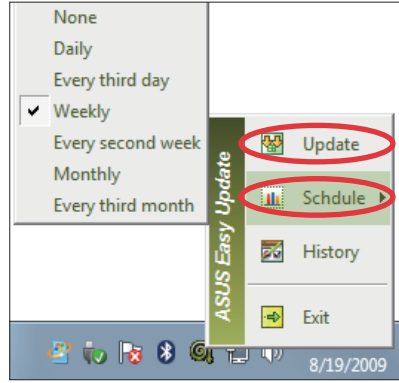 None
Daily
Every third day
Weekly
Every second week
Monthly
Every third month
ASUS Easy Update
Update
Schdule
History
Exit
8/19/2009